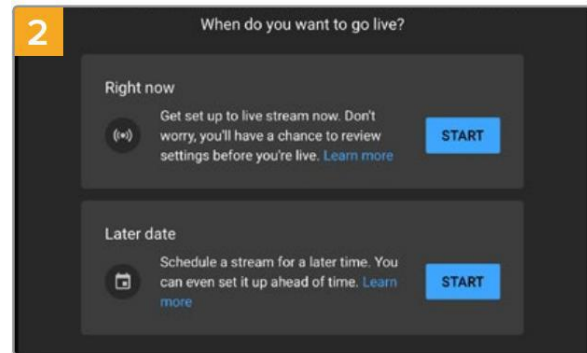 2
When do you want to go live?
Right now
Get set up to live stream now. Don't
worry, you'll have a chance to review
settings before you're live. Learn more
START
Later date
Schedule a stream for a later time. You
can even set it up ahead of time. Learn
more
START